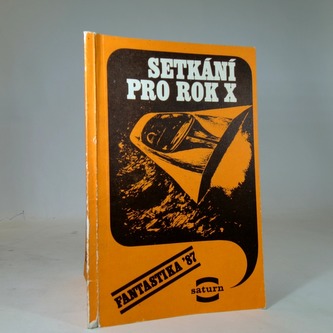 SETKÁNÍ
PRO ROK X
FANTASTIKA '87
saturn